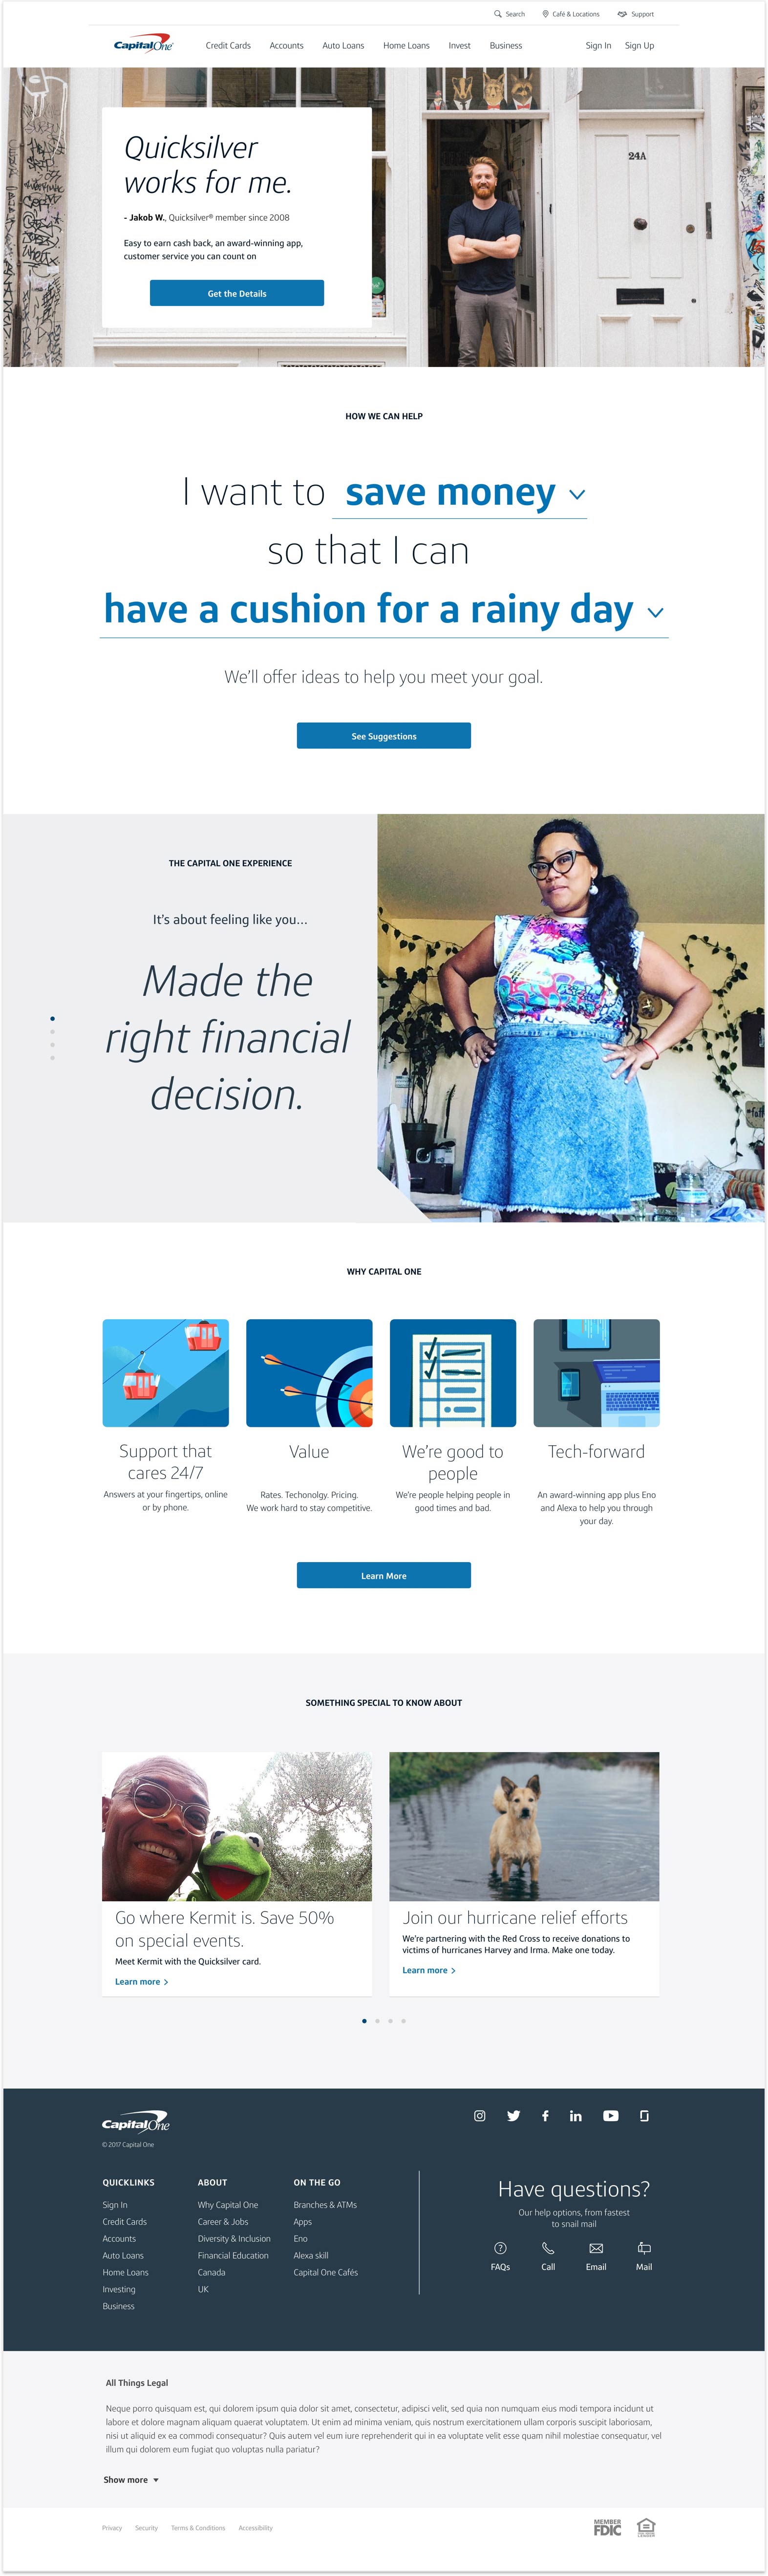 Search Café & Locations Support
Capital One Credit Cards Accounts Auto Loans Home Loans Invest Business Sign In Sign Up
24A
Quicksilver
works for me.
- Jakob W., Quicksilver® member since 2008
Easy to earn cash back, an award-winning app,
customer service you can count on
Get the Details
HOW WE CAN HELP
I want to save money
so that I can
have a cushion for a rainy day
We'll offer ideas to help you meet your goal.
See Suggestions
THE CAPITAL ONE EXPERIENCE
It's about feeling like you...
Made the
right financial
decision.
WHY CAPITAL ONE
Support that
cares 24/7
Answers at your fingertips, online
or by phone.
Value
Rates. Techonolgy. Pricing.
We work hard to stay competitive.
We're good to
people
We're people helping people in
good times and bad.
Tech-forward
An award-winning app plus Eno
and Alexa to help you through
your day.
Learn More
SOMETHING SPECIAL TO KNOW ABOUT
Go where Kermit is. Save 50%
on special events.
Meet Kermit with the Quicksilver card.
Learn more >
Join our hurricane relief efforts
We're partnering with the Red Cross to receive donations to
victims of hurricanes Harvey and Irma. Make one today.
Learn more >
Capital One
© 2017 Capital One
QUICKLINKS
Sign In
Credit Cards
Accounts
Auto Loans
Home Loans
Investing
Business
ABOUT
Why Capital One
Career & Jobs
Diversity & Inclusion
Financial Education
Canada
UK
ON THE GO
Branches & ATMs
Apps
Eno
Alexa skill
Capital One Cafés
Have questions?
Our help options, from fastest
to snail mail
FAQs Call Email Mail
All Things Legal
Neque porro quisquam est, qui dolorem ipsum quia dolor sit amet, consectetur, adipisci velit, sed quia non numquam eius modi tempora incidunt ut
labore et dolore magnam aliquam quaerat voluptatem. Ut enim ad minima veniam, quis nostrum exercitationem ullam corporis suscipit laboriosam,
nisi ut aliquid ex ea commodi consequatur? Quis autem vel eum iure reprehenderit qui in ea voluptate velit esse quam nihil molestiae consequatur, vel
illum qui dolorem eum fugiat quo voluptas nulla pariatur?
Show more
Privacy Security Terms & Conditions Accessibility
MEMBER
FDIC